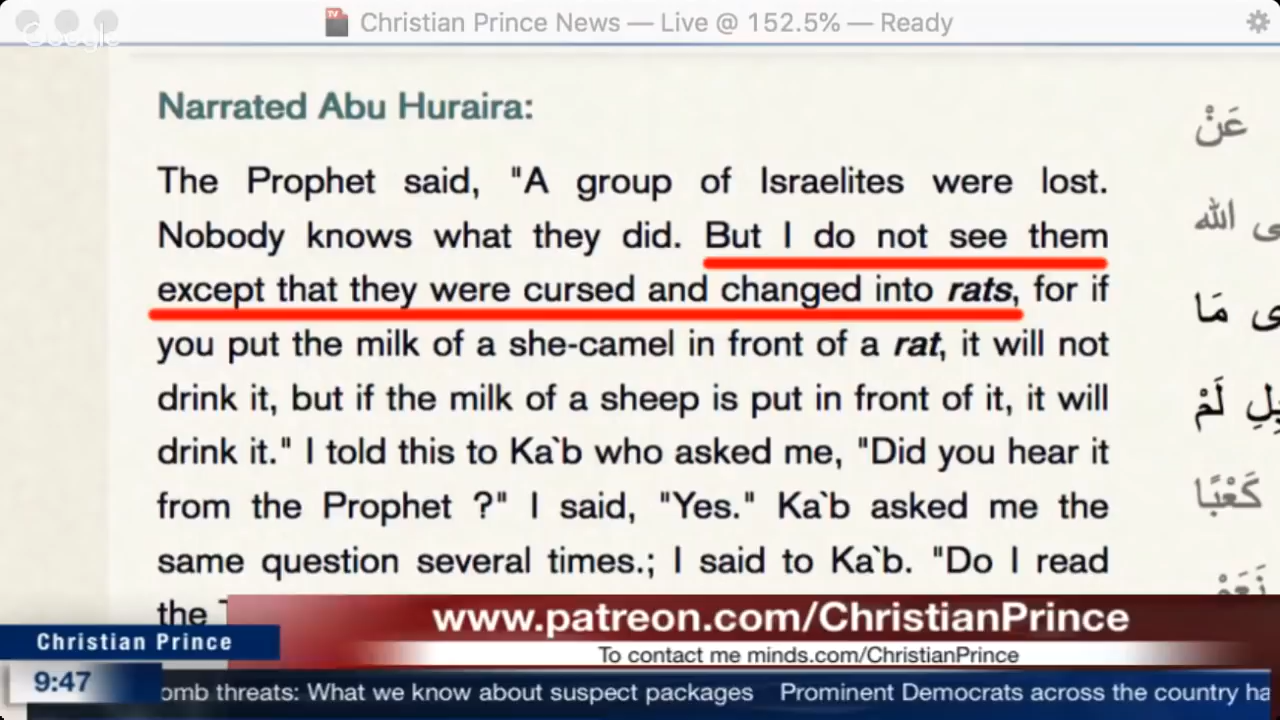 Christian Prince News — Live @ 152.5% — Ready
Google
Narrated Abu Huraira:
The Prophet said, "A group of Israelites were lost.
Nobody knows what they did. But I do not see them
except that they were cursed and changed into rats, for if
you put the milk of a she-camel in front of a rat, it will not
drink it, but if the milk of a sheep is put in front of it, it will
drink it." I told this to Ka`b who asked me, "Did you hear it
from the Prophet ?" I said, "Yes." Ka`b asked me the
same question several times.; I said to Ka`b. "Do I read
the
عَنْ
الله
مَا
لَمْ
كَعْبًا
www.patreon.com/ChristianPrince
To contact me minds.com/ChristianPrince
Christian Prince
9:47
omb threats: What we know about suspect packages Prominent Democrats across the country ha